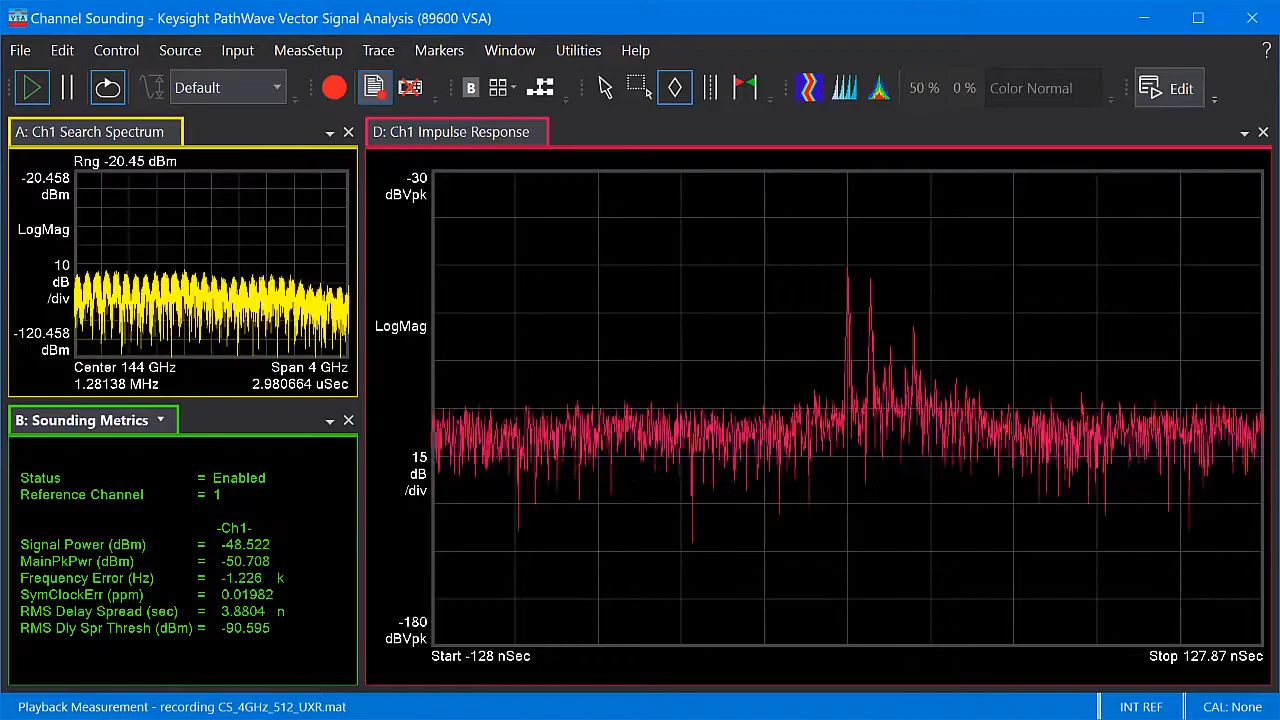 Channel Sounding - Keysight PathWave Vector Signal Analysis (89600 VSA)
File Edit Control Source Input MeasSetup Trace Markers Window Utilities Help ?
Default B 50 % 0 % Color Normal Edit
A: Ch1 Search Spectrum
Rng -20.45 dBm
-20.458
dBm
LogMag
10
dB
/div
-120.458
dBm
Center 144 GHz Span 4 GHz
1.28138 MHz 2.980664 uSec
B: Sounding Metrics
Status = Enabled
Reference Channel = 1
-Ch1-
Signal Power (dBm) = -48.522
MainPkPwr (dBm) = -50.708
Frequency Error (Hz) = -1.226 k
SymClockErr (ppm) = 0.01982
RMS Delay Spread (sec) = 3.8804 n
RMS Dly Spr Thresh (dBm) = -90.595
D: Ch1 Impulse Response
-30
dBVpk
LogMag
15
dB
/div
-180
dBVpk
Start -128 nSec Stop 127.87 nSec
Playback Measurement - recording CS_4GHz_512_UXR.mat INT REF CAL: None